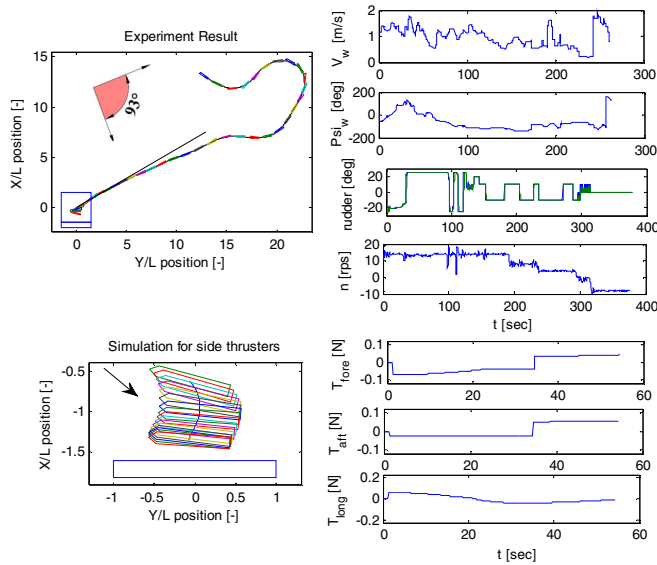 Experiment Result
X/L position [-]
15
10
5
0
93°
0 5 10 15 20
Y/L position [-]
V_w [m/s]
2
1
0
0 100 200 300
Psi_w [deg]
200
0
-200
0 100 200 300
rudder [deg]
20
0
-20
0 100 200 300 400
n [rps]
20
10
0
-10
0 100 200 300 400
t [sec]
Simulation for side thrusters
X/L position [-]
-0.5
-1
-1.5
-1 -0.5 0 0.5 1
Y/L position [-]
T_fore [N]
0.1
0
-0.1
0 20 40 60
T_aft [N]
0.1
0
-0.1
0 20 40 60
T_long [N]
0.2
0
-0.2
0 20 40 60
t [sec]